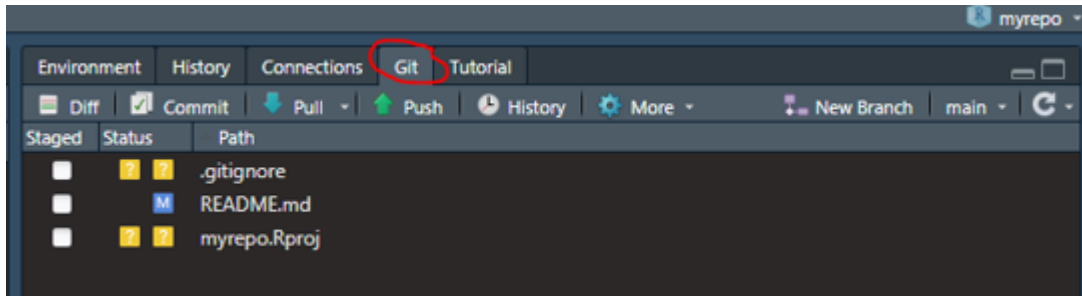 myrepo
Environment History Connections Git Tutorial
Diff Commit Pull Push History More New Branch main
Staged Status Path
? ? .gitignore
M README.md
? ? myrepo.Rproj